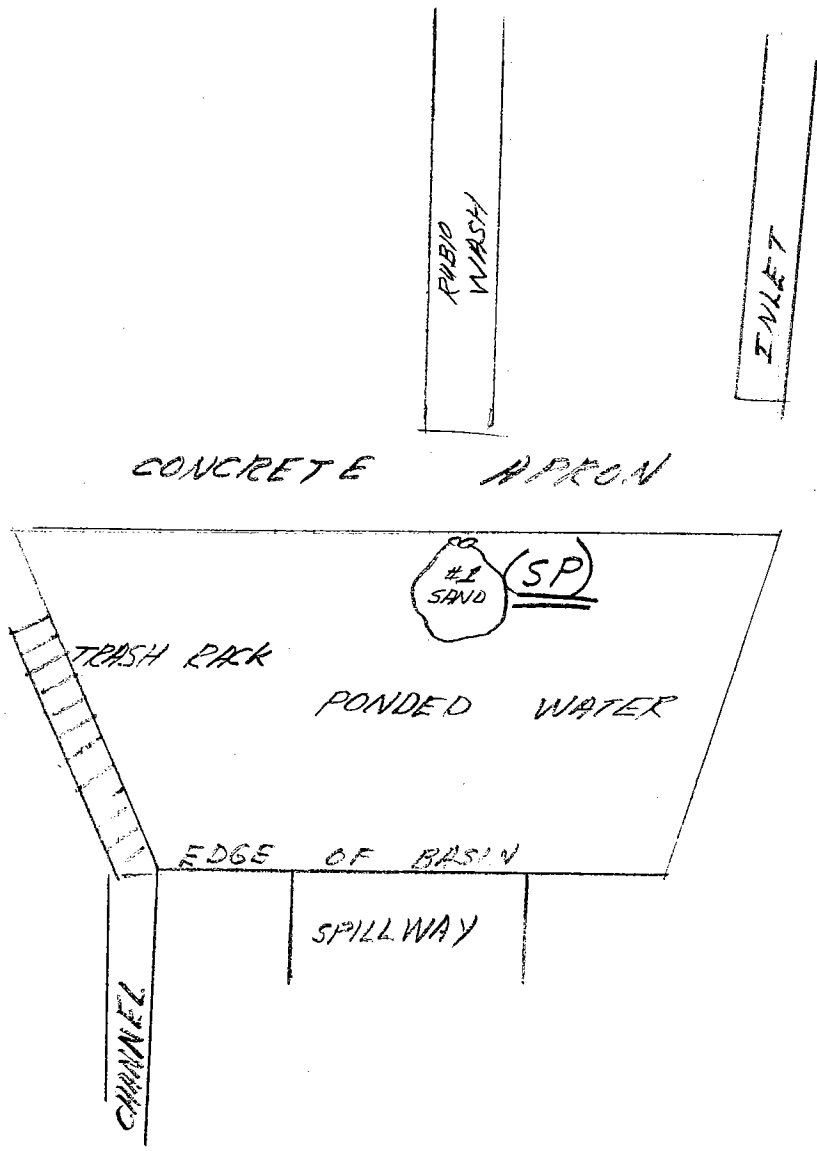 RUBIO
WASH
INLET
CONCRETE APRON
#1
SAND
(SP)
TRASH RACK
PONDED WATER
EDGE OF BASIN
SPILLWAY
CHANNEL